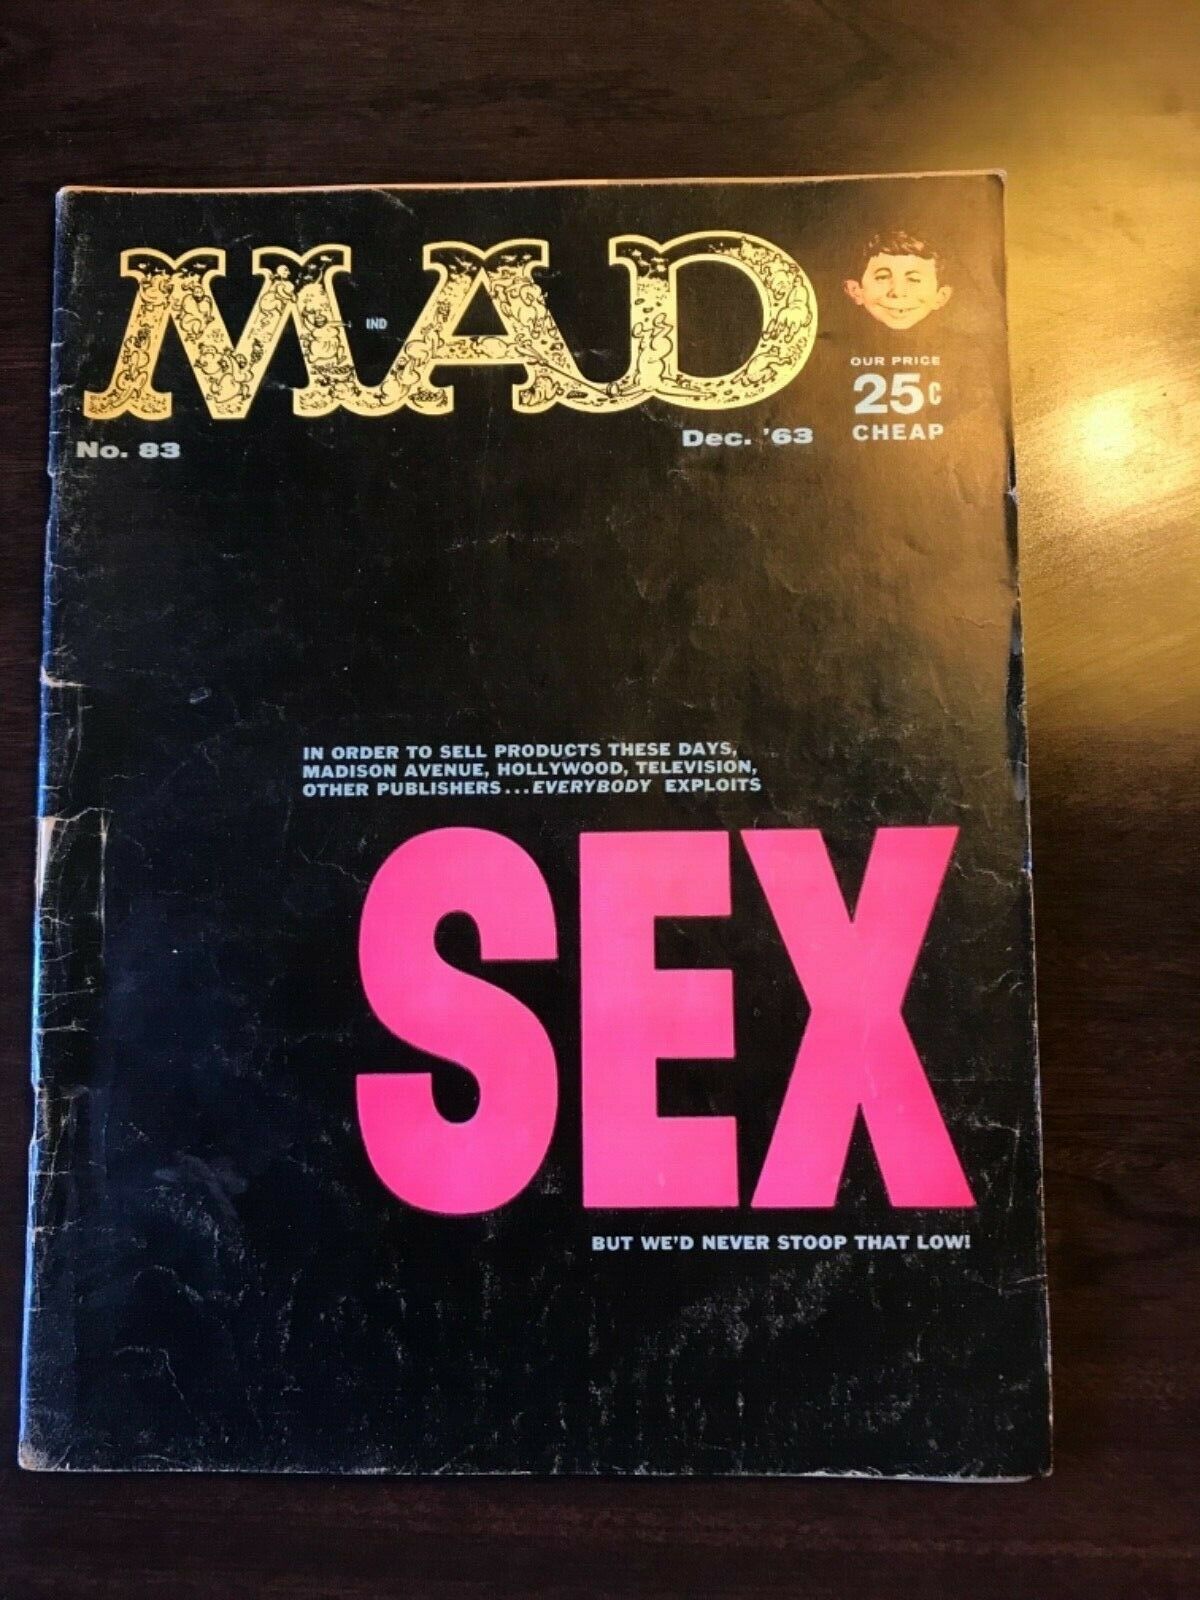 MAD
IND
OUR PRICE
25c
CHEAP
No. 83
Dec. '63
IN ORDER TO SELL PRODUCTS THESE DAYS,
MADISON AVENUE, HOLLYWOOD, TELEVISION,
OTHER PUBLISHERS...EVERYBODY EXPLOITS
SEX
BUT WE'D NEVER STOOP THAT LOW!